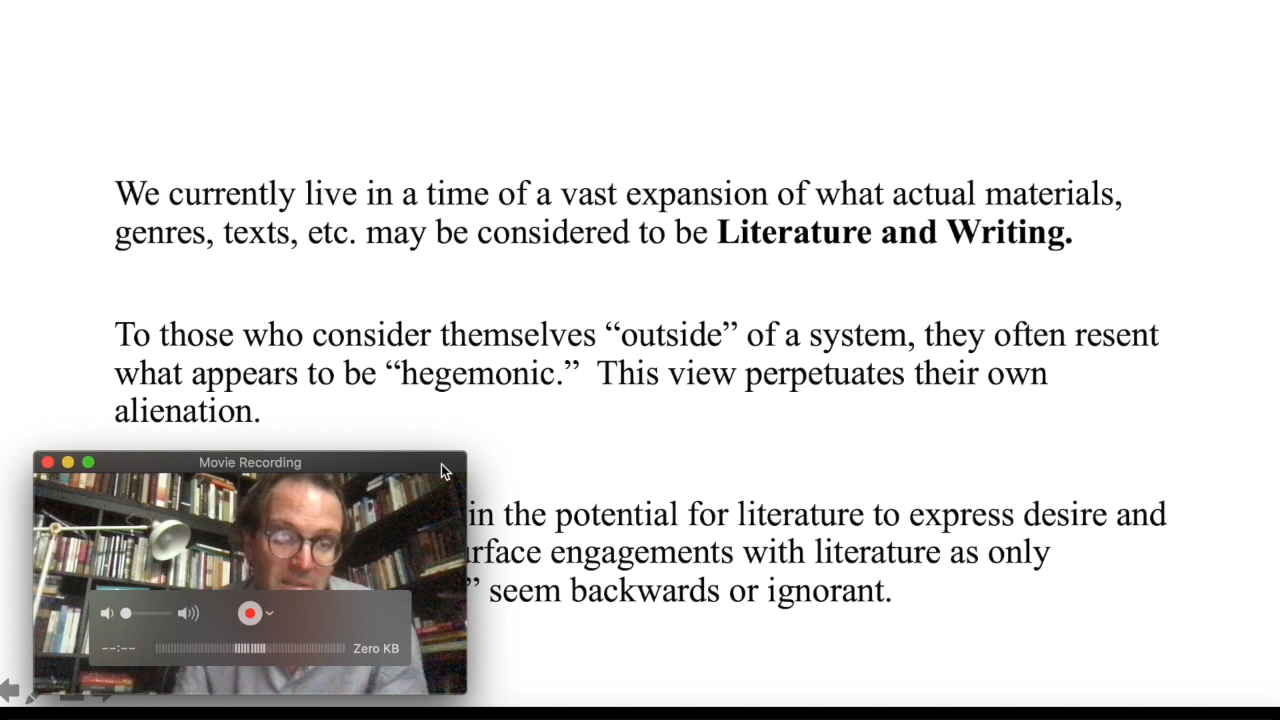 We currently live in a time of a vast expansion of what actual materials,
genres, texts, etc. may be considered to be Literature and Writing.
To those who consider themselves “outside” of a system, they often resent
what appears to be “hegemonic.”  This view perpetuates their own
alienation.
Movie Recording
in the potential for literature to express desire and
engagements with literature as only
” seem backwards or ignorant.
--:--
Zero KB